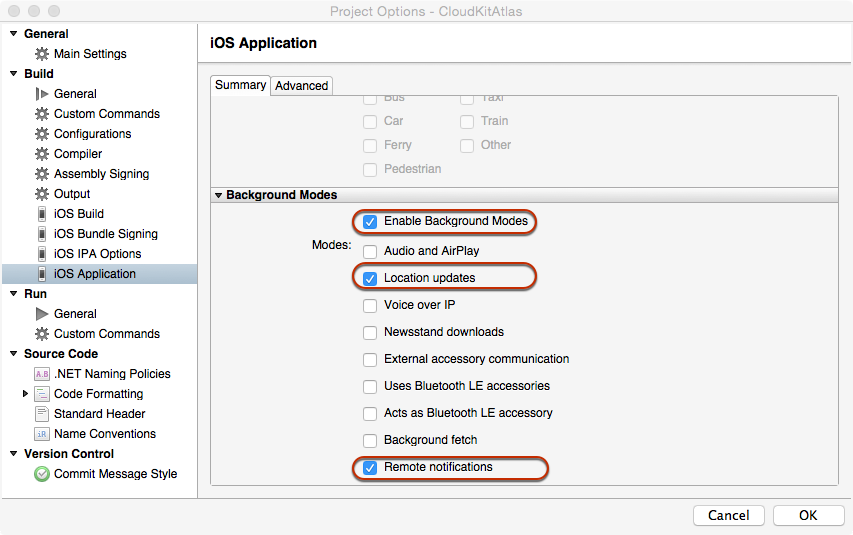 Project Options - CloudKitAtlas
General
Main Settings
Build
General
Custom Commands
Configurations
Compiler
Assembly Signing
Output
iOS Build
iOS Bundle Signing
iOS IPA Options
iOS Application
Run
General
Custom Commands
Source Code
A.B .NET Naming Policies
Code Formatting
Standard Header
iR Name Conventions
Version Control
Commit Message Style
iOS Application
Summary Advanced
Bus Taxi
Car Train
Ferry Other
Pedestrian
Background Modes
Enable Background Modes
Modes: Audio and AirPlay
Location updates
Voice over IP
Newsstand downloads
External accessory communication
Uses Bluetooth LE accessories
Acts as Bluetooth LE accessory
Background fetch
Remote notifications
Cancel OK